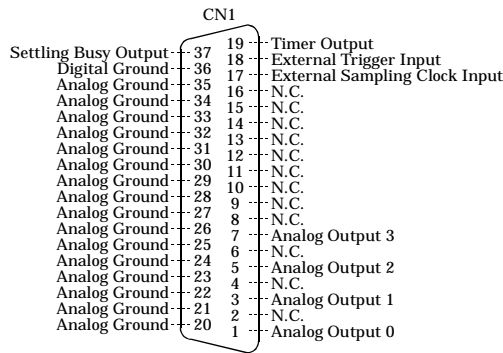 CN1
19 Timer Output
Settling Busy Output 37
18 External Trigger Input
Digital Ground 36
17 External Sampling Clock Input
Analog Ground 35
16 N.C.
Analog Ground 34
15 N.C.
Analog Ground 33
14 N.C.
Analog Ground 32
13 N.C.
Analog Ground 31
12 N.C.
Analog Ground 30
11 N.C.
Analog Ground 29
10 N.C.
Analog Ground 28
9 N.C.
Analog Ground 27
8 N.C.
Analog Ground 26
7 Analog Output 3
Analog Ground 25
6 N.C.
Analog Ground 24
5 Analog Output 2
Analog Ground 23
4 N.C.
Analog Ground 22
3 Analog Output 1
Analog Ground 21
2 N.C.
Analog Ground 20
1 Analog Output 0